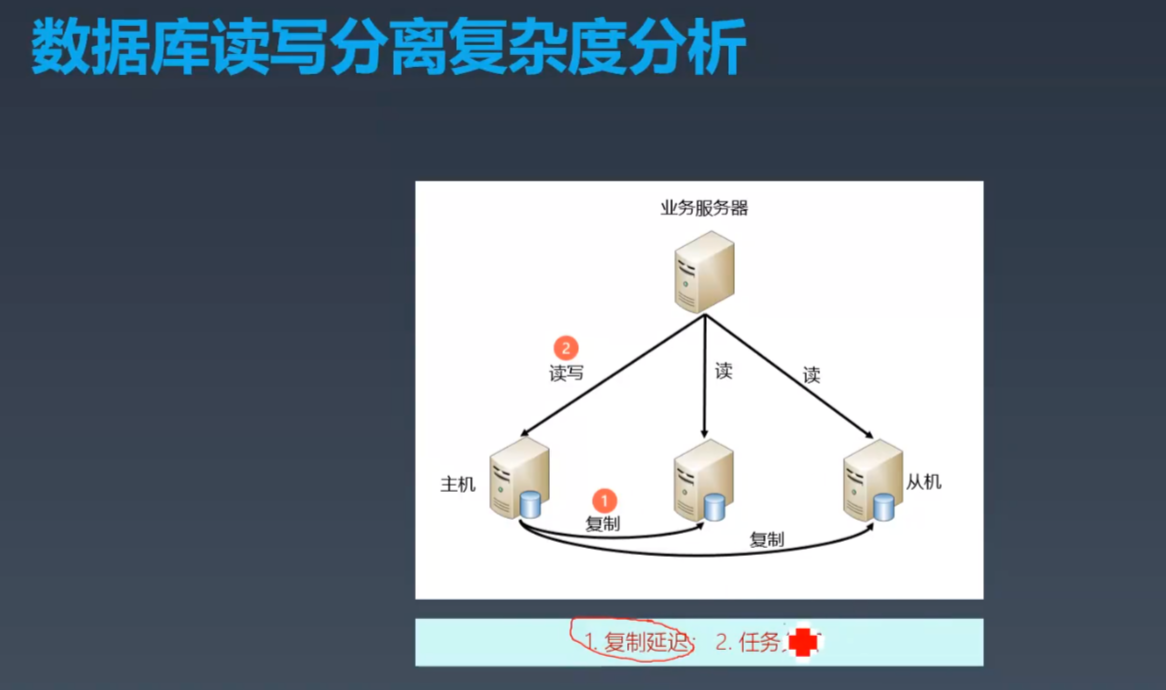 数据库读写分离复杂度分析
业务服务器
2
读写
读
读
主机
从机
1
复制
复制
1. 复制延迟; 2. 任务